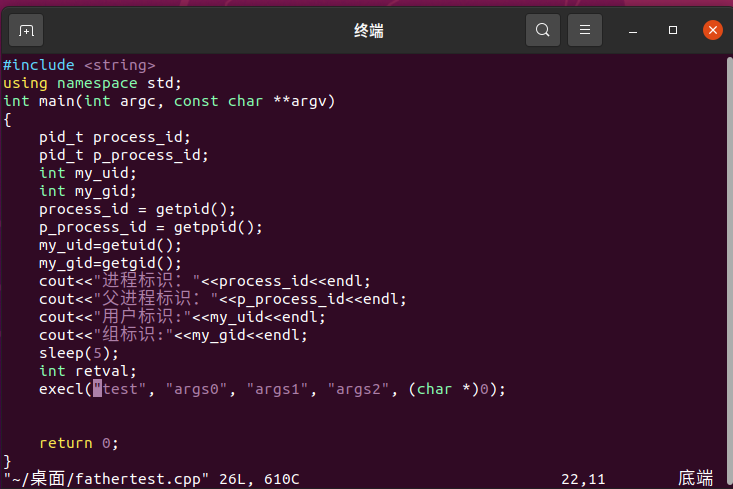 终端
#include <string>
using namespace std;
int main(int argc, const char **argv)
{
    pid_t process_id;
    pid_t p_process_id;
    int my_uid;
    int my_gid;
    process_id = getpid();
    p_process_id = getppid();
    my_uid=getuid();
    my_gid=getgid();
    cout<<"进程标识："<<process_id<<endl;
    cout<<"父进程标识："<<p_process_id<<endl;
    cout<<"用户标识:"<<my_uid<<endl;
    cout<<"组标识:"<<my_gid<<endl;
    sleep(5);
    int retval;
    execl("test", "args0", "args1", "args2", (char *)0);
    return 0;
}
"~/桌面/fathertest.cpp" 26L, 610C 22,11 底端